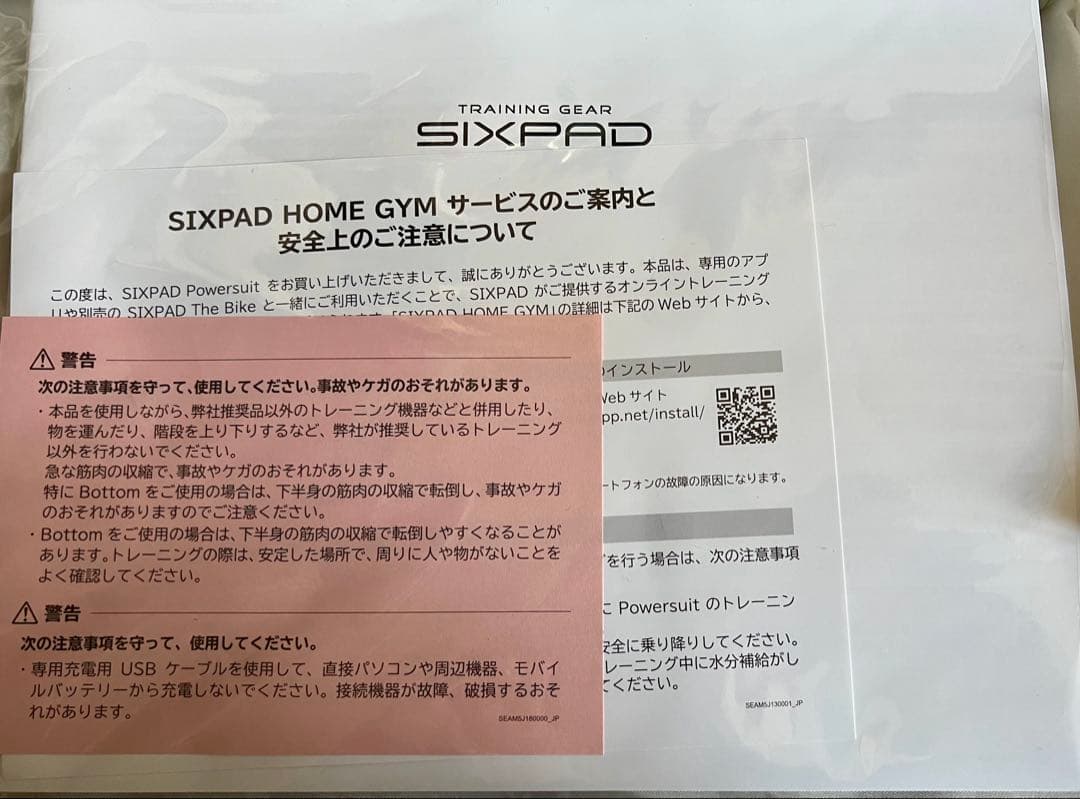 TRAINING GEAR
SIXPAD
SIXPAD HOME GYM サービスのご案内と
安全上のご注意について
この度は、SIXPAD Powersuit をお買い上げいただきまして、誠にありがとうございます。本品は、専用のアプ
リや別売の SIXPAD The Bike と一緒にご利用いただくことで、SIXPAD がご提供するオンライントレーニング
「SIXPAD HOME GYM」の詳細は下記の Web サイトから、
インストール
Web サイト
pp.net/install/
ートフォンの故障の原因になります。
を行う場合は、次の注意事項
に Powersuit のトレーニン
安全に乗り降りしてください。
レーニング中に水分補給がし
てください。
SEAM5J130001_JP
⚠ 警告
次の注意事項を守って、使用してください。事故やケガのおそれがあります。
・本品を使用しながら、弊社推奨品以外のトレーニング機器などと併用したり、
物を運んだり、階段を上り下りするなど、弊社が推奨しているトレーニング
以外を行わないでください。
急な筋肉の収縮で、事故やケガのおそれがあります。
特に Bottom をご使用の場合は、下半身の筋肉の収縮で転倒し、事故やケガ
のおそれがありますのでご注意ください。
・Bottom をご使用の場合は、下半身の筋肉の収縮で転倒しやすくなることが
あります。トレーニングの際は、安定した場所で、周りに人や物がないことを
よく確認してください。
⚠ 警告
次の注意事項を守って、使用してください。
・専用充電用 USB ケーブルを使用して、直接パソコンや周辺機器、モバイ
ルバッテリーから充電しないでください。接続機器が故障、破損するおそ
れがあります。
SEAM5J160000_JP